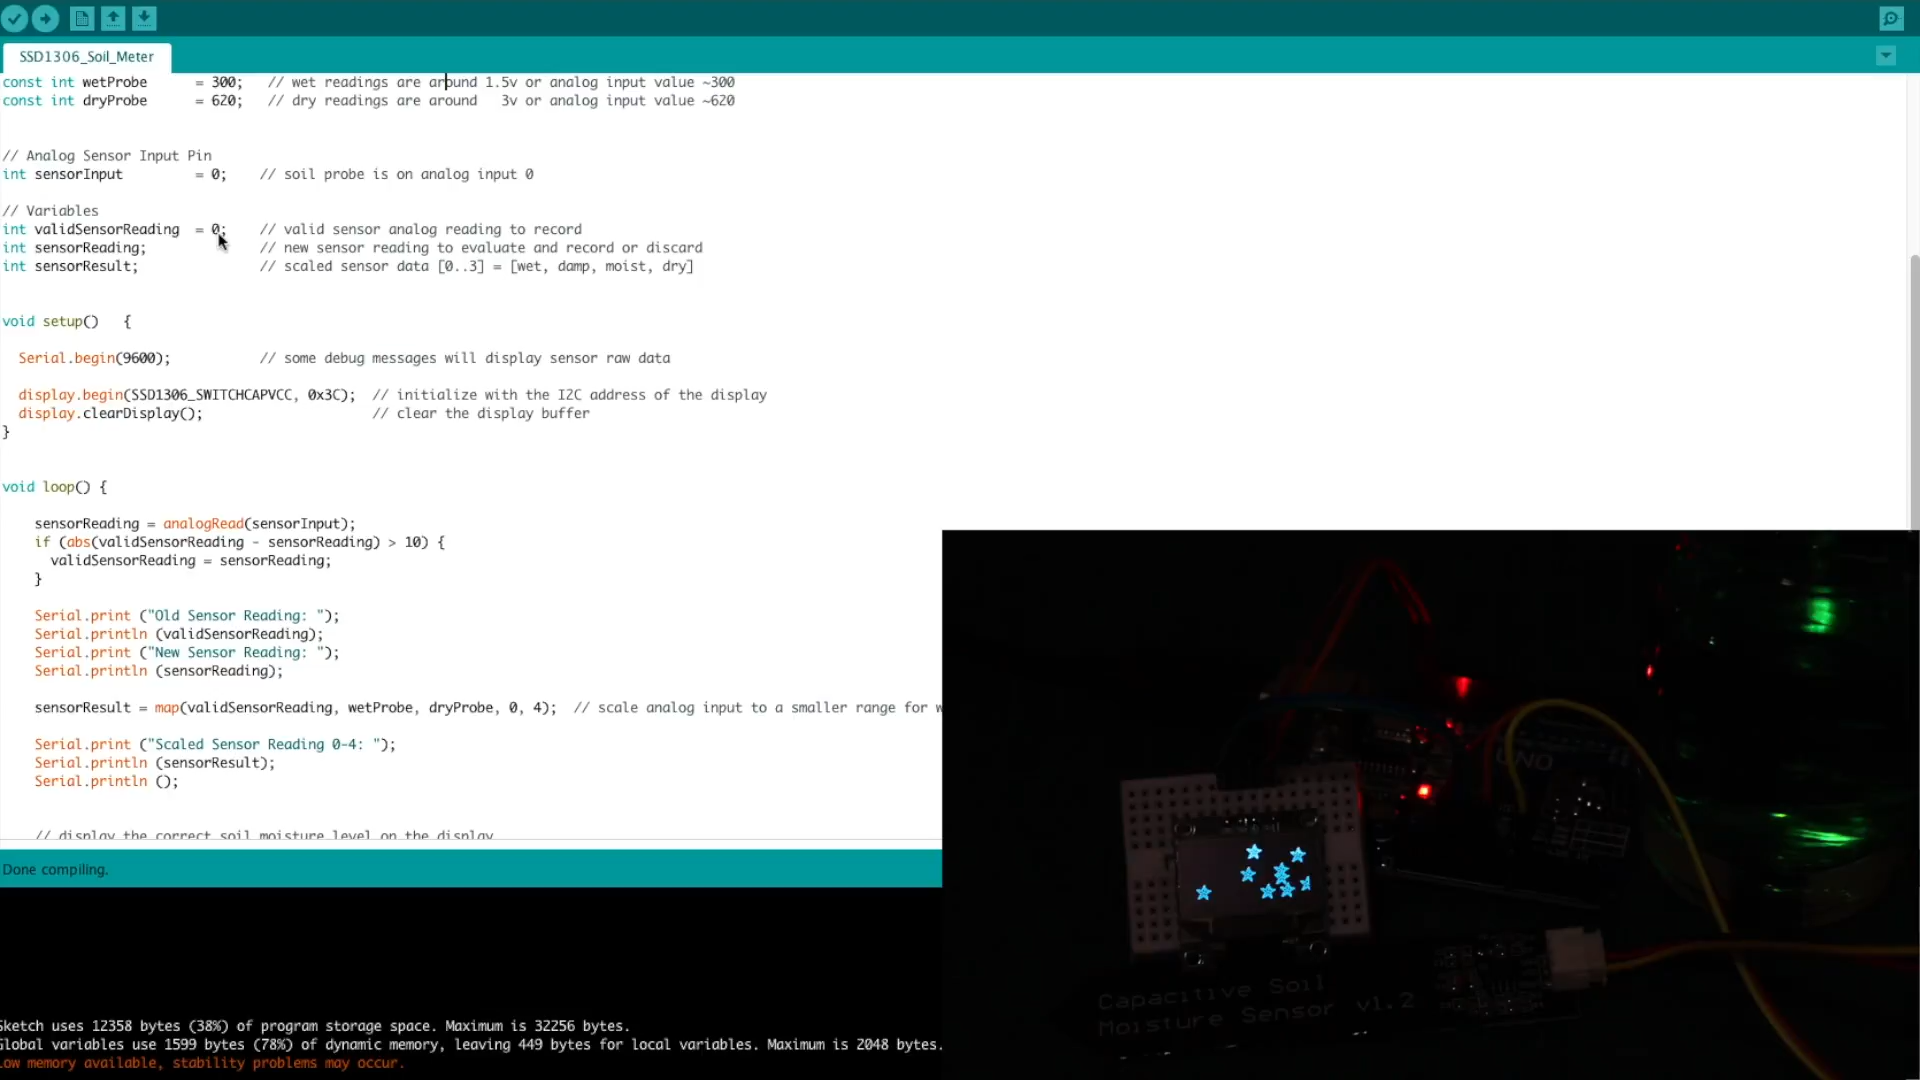 SSD1306_Soil_Meter
const int wetProbe = 300; // wet readings are around 1.5v or analog input value ~300
const int dryProbe = 620; // dry readings are around 3v or analog input value ~620
// Analog Sensor Input Pin
int sensorInput = 0; // soil probe is on analog input 0
// Variables
int validSensorReading = 0; // valid sensor analog reading to record
int sensorReading; // new sensor reading to evaluate and record or discard
int sensorResult; // scaled sensor data [0..3] = [wet, damp, moist, dry]
void setup() {
Serial.begin(9600); // some debug messages will display sensor raw data
display.begin(SSD1306_SWITCHCAPVCC, 0x3C); // initialize with the I2C address of the display
display.clearDisplay(); // clear the display buffer
}
void loop() {
sensorReading = analogRead(sensorInput);
if (abs(validSensorReading - sensorReading) > 10) {
validSensorReading = sensorReading;
}
Serial.print ("Old Sensor Reading: ");
Serial.println (validSensorReading);
Serial.print ("New Sensor Reading: ");
Serial.println (sensorReading);
sensorResult = map(validSensorReading, wetProbe, dryProbe, 0, 4); // scale analog input to a smaller range for w
Serial.print ("Scaled Sensor Reading 0-4: ");
Serial.println (sensorResult);
Serial.println ();
// display the correct soil moisture level on the display
Done compiling.
Sketch uses 12358 bytes (38%) of program storage space. Maximum is 32256 bytes.
Global variables use 1599 bytes (78%) of dynamic memory, leaving 449 bytes for local variables. Maximum is 2048 bytes.
Low memory available, stability problems may occur.
UNO
Capacitive Soil
Moisture Sensor v1.2